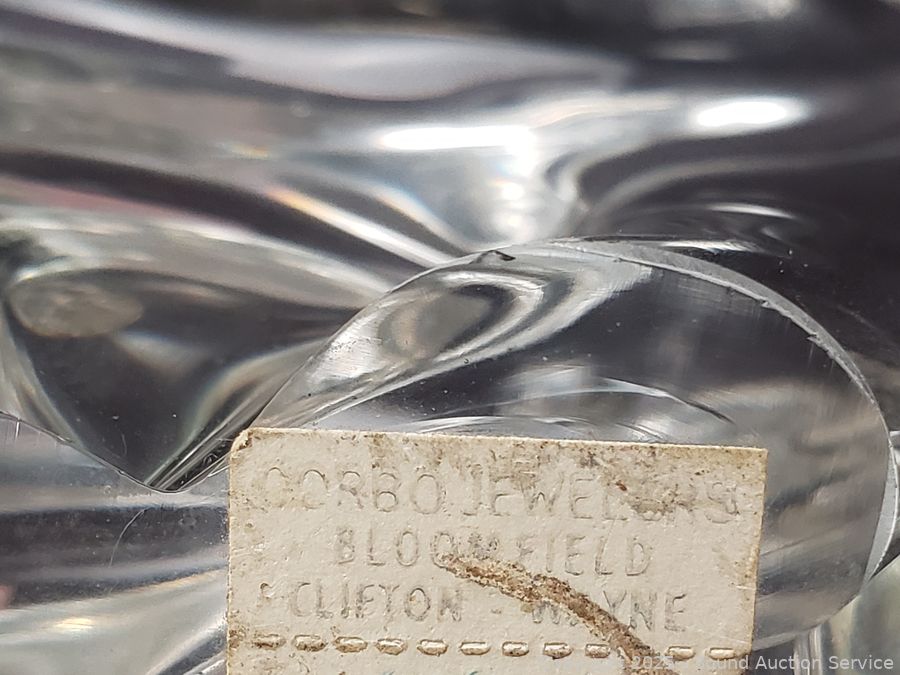 CORBO JEWELERS
BLOOMFIELD
CLIFTON - WAYNE
Auction Service